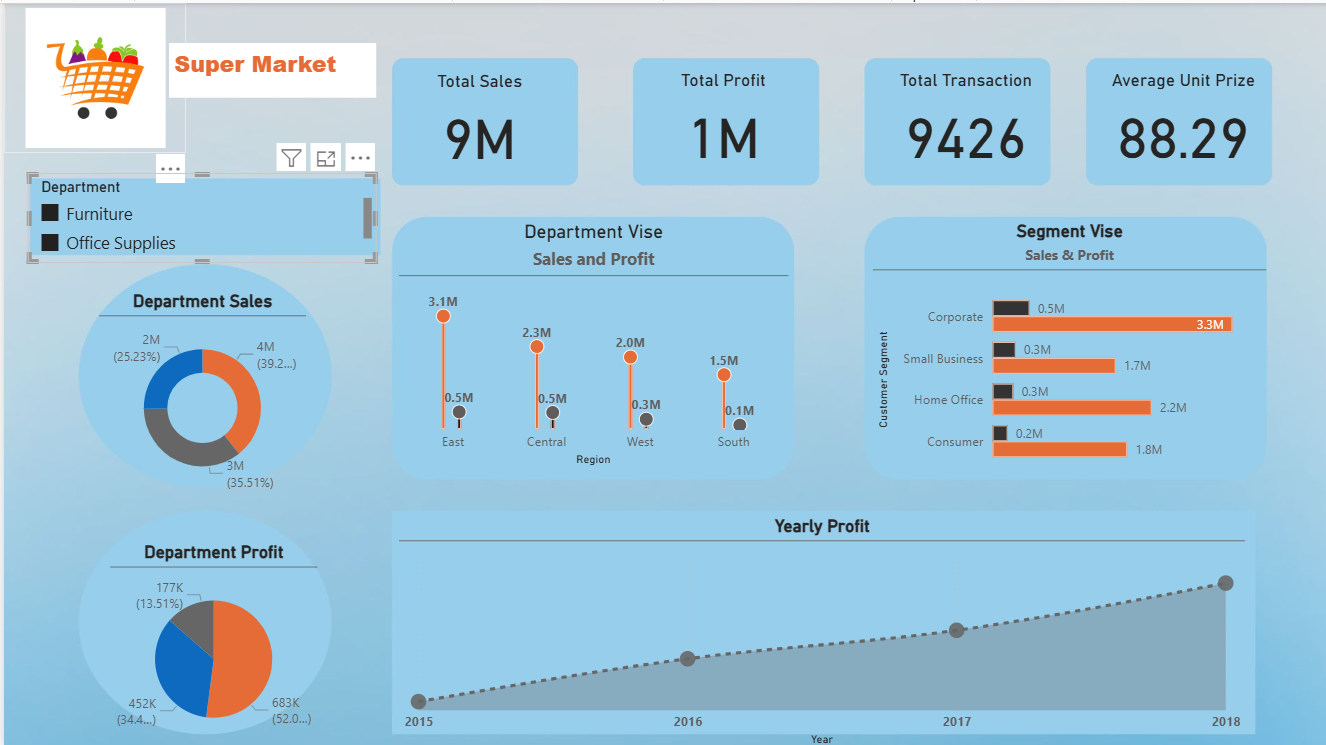 Super Market
Total Sales
9M
Total Profit
1M
Total Transaction
9426
Average Unit Prize
88.29
Department
Furniture
Office Supplies
Department Sales
2M
(25.23%)
4M
(39.2...)
3M
(35.51%)
Department Vise
Sales and Profit
3.1M
2.3M
2.0M
1.5M
0.5M
0.5M
0.3M
0.1M
East
Central
West
South
Region
Segment Vise
Sales & Profit
Customer Segment
Corporate
0.5M
3.3M
Small Business
0.3M
1.7M
Home Office
0.3M
2.2M
Consumer
0.2M
1.8M
Department Profit
177K
(13.51%)
452K
(34.4...)
683K
(52.0...)
Yearly Profit
2015
2016
2017
2018
Year